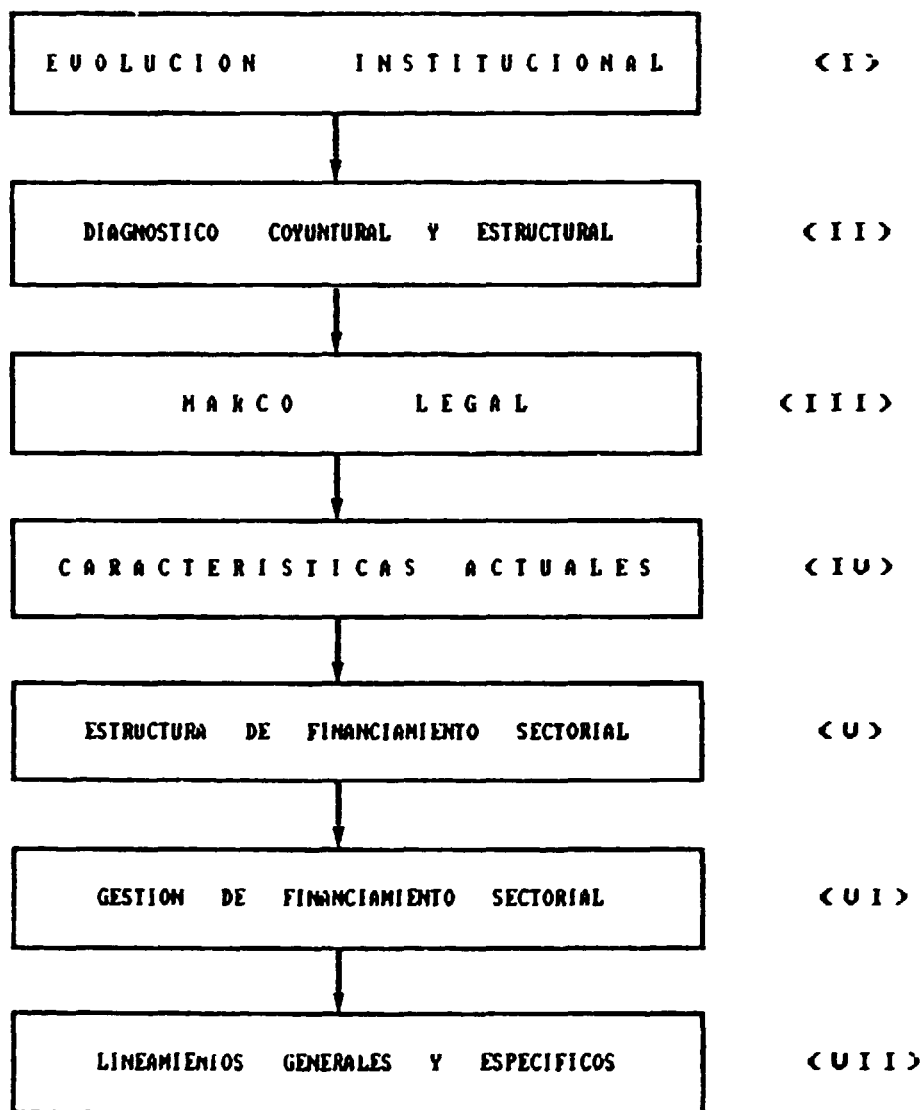 EVOLUCION INSTITUCIONAL (I)
DIAGNOSTICO COYUNTURAL Y ESTRUCTURAL (II)
MARCO LEGAL (III)
CARACTERISTICAS ACTUALES (IV)
ESTRUCTURA DE FINANCIAMIENTO SECTORIAL (V)
GESTION DE FINANCIAMIENTO SECTORIAL (VI)
LINEAMIENTOS GENERALES Y ESPECIFICOS (VII)